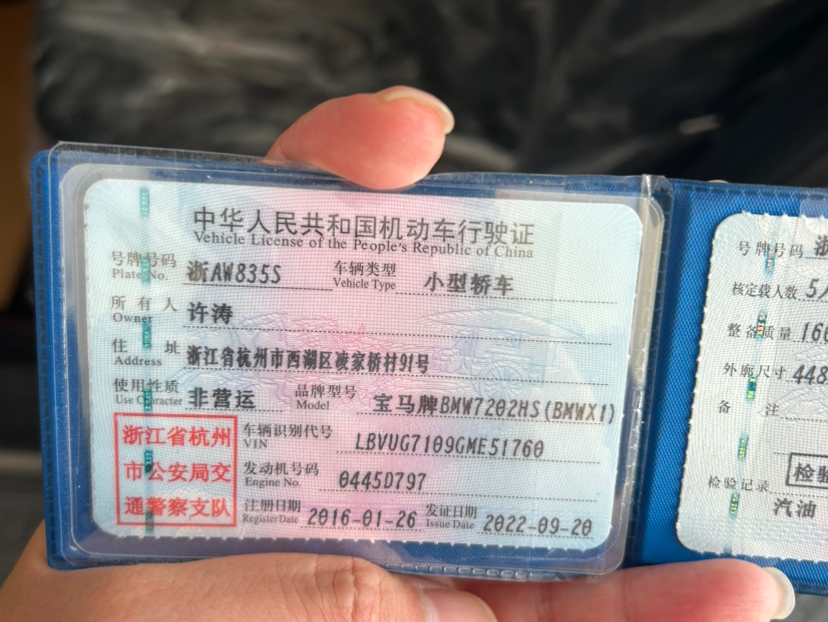 中华人民共和国机动车行驶证
Vehicle License of the People's Republic of China
号牌号码 浙AW835S 车辆类型 小型轿车
Plate No. Vehicle Type
所有人 许涛
Owner
住址 浙江省杭州市西湖区凌家桥村91号
Address
使用性质 非营运 品牌型号 宝马牌BMW7202HS(BMWX1)
Use Character Model
浙江省杭州
市公安局交
通警察支队
车辆识别代号 LBVUG7109GME51760
VIN
发动机号码 0445D797
Engine No.
注册日期 2016-01-26 发证日期 2022-09-20
Register Date Issue Date
号牌号码 浙
核定载人数 5人
整备质量 16
外廓尺寸 448
备注
检验记录
检验
汽油